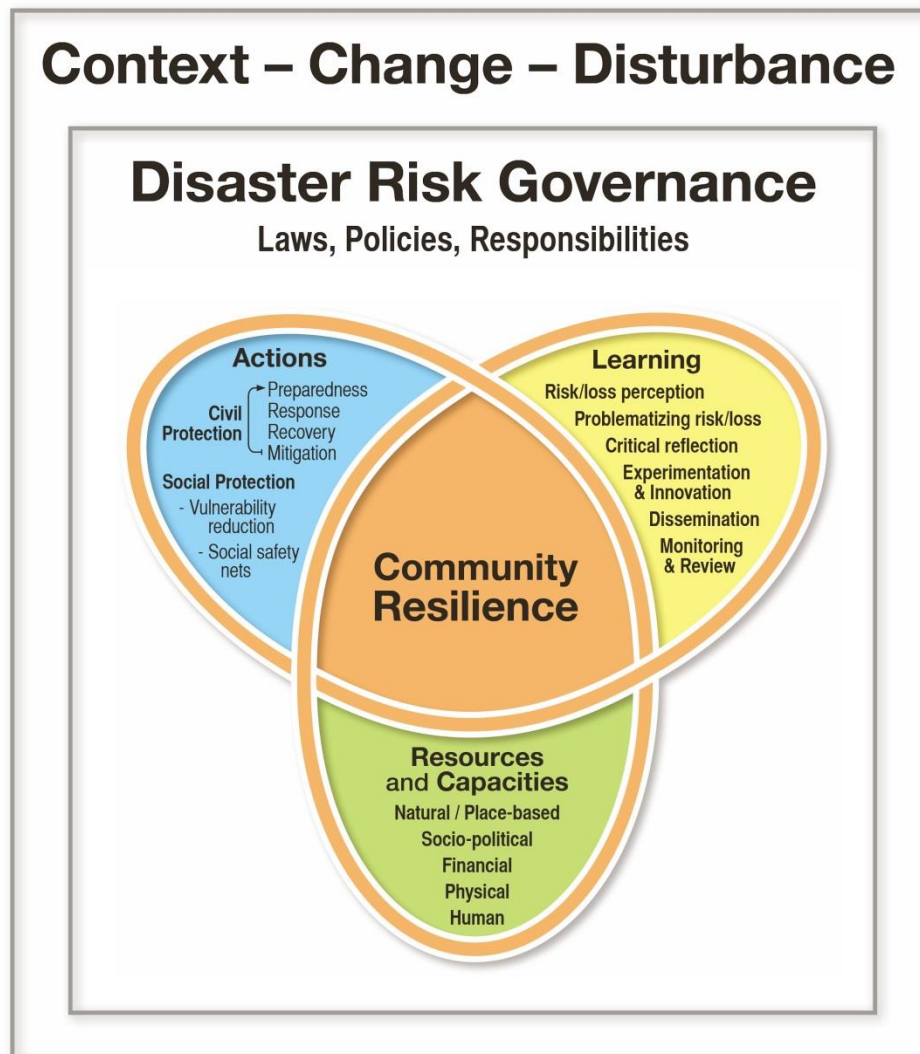 Context – Change – Disturbance
Disaster Risk Governance
Laws, Policies, Responsibilities
Actions
Civil
Protection
Preparedness
Response
Recovery
Mitigation
Social Protection
- Vulnerability
reduction
- Social safety
nets
Learning
Risk/loss perception
Problematizing risk/loss
Critical reflection
Experimentation
& Innovation
Dissemination
Monitoring
& Review
Community
Resilience
Resources
and Capacities
Natural / Place-based
Socio-political
Financial
Physical
Human